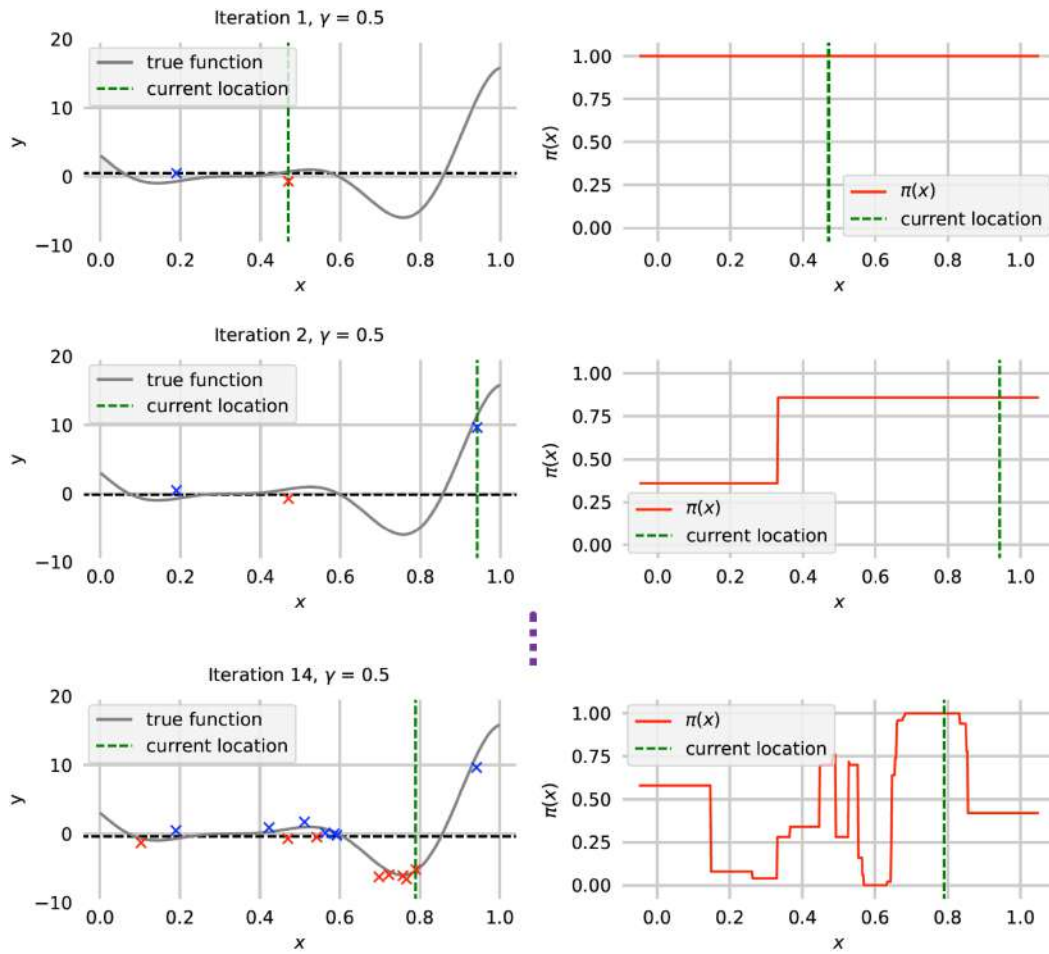 Iteration 1, γ = 0.5
20
10
0
−10
y
true function
current location
0.0 0.2 0.4 0.6 0.8 1.0
x
1.00
0.75
0.50
0.25
0.00
π(x)
π(x)
current location
0.0 0.2 0.4 0.6 0.8 1.0
x
Iteration 2, γ = 0.5
20
10
0
−10
y
true function
current location
0.0 0.2 0.4 0.6 0.8 1.0
x
1.00
0.75
0.50
0.25
0.00
π(x)
π(x)
current location
0.0 0.2 0.4 0.6 0.8 1.0
x
Iteration 14, γ = 0.5
20
10
0
−10
y
true function
current location
0.0 0.2 0.4 0.6 0.8 1.0
x
1.00
0.75
0.50
0.25
0.00
π(x)
π(x)
current location
0.0 0.2 0.4 0.6 0.8 1.0
x